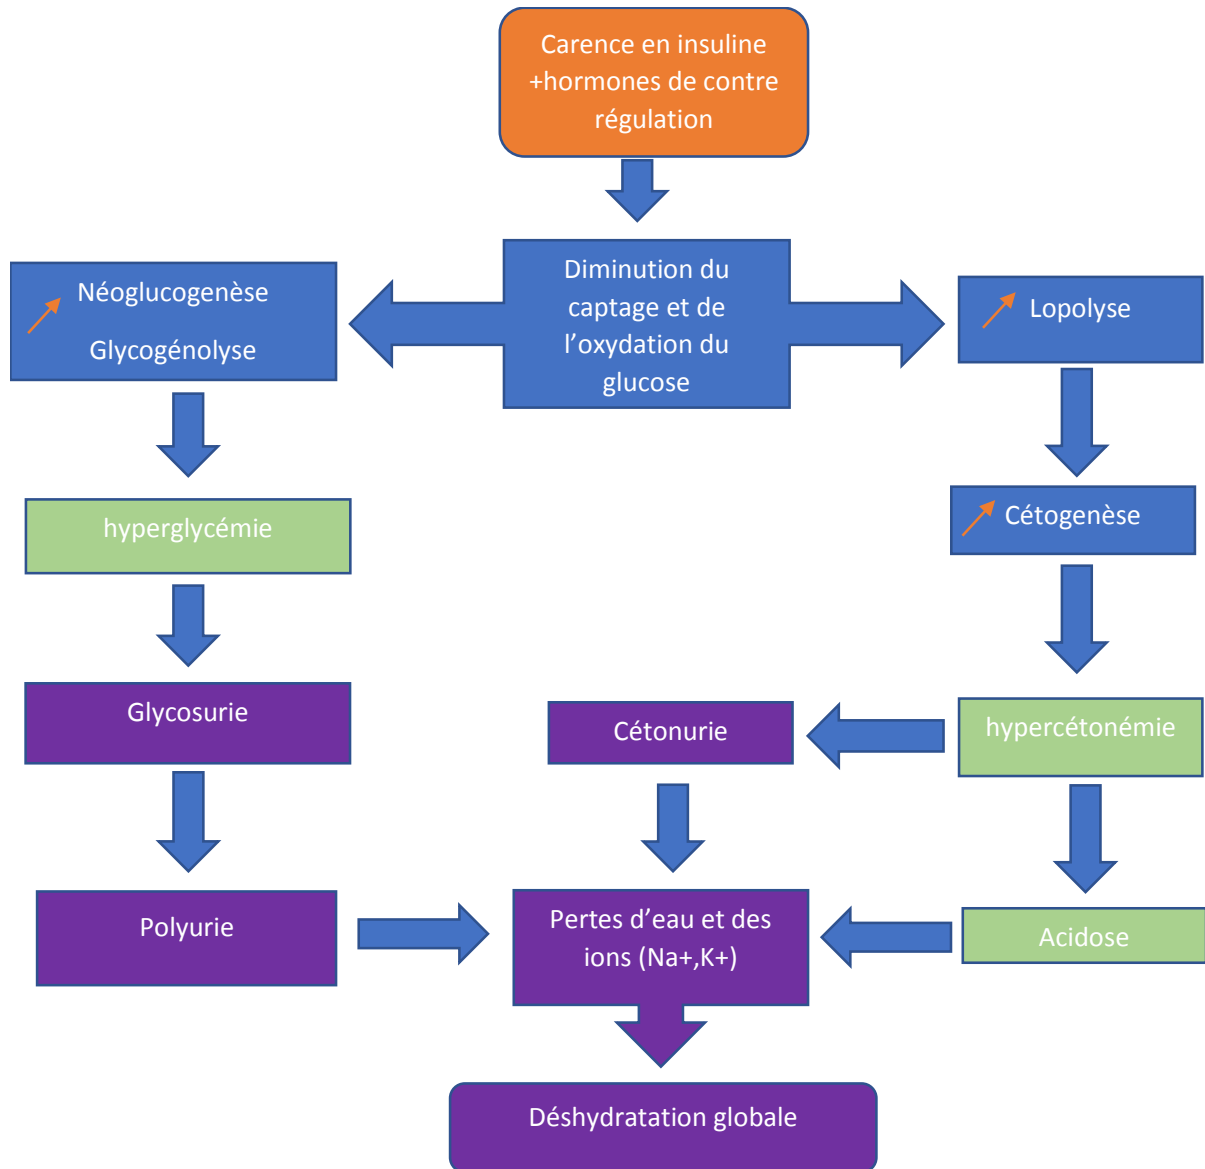 Carence en insuline
+hormones de contre
régulation
Diminution du
captage et de
l’oxydation du
glucose
Néoglucogenèse
Glycogénolyse
Lopolyse
hyperglycémie
Cétogenèse
Glycosurie
Cétonurie
hypercétonémie
Polyurie
Pertes d’eau et des
ions (Na+,K+)
Acidose
Déshydratation globale